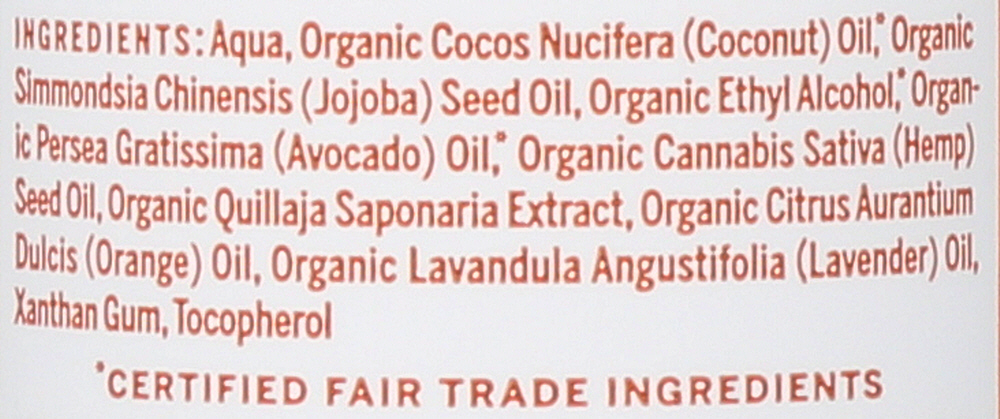 INGREDIENTS: Aqua, Organic Cocos Nucifera (Coconut) Oil,* Organic
Simmondsia Chinensis (Jojoba) Seed Oil, Organic Ethyl Alcohol,* Organ-
ic Persea Gratissima (Avocado) Oil,* Organic Cannabis Sativa (Hemp)
Seed Oil, Organic Quillaja Saponaria Extract, Organic Citrus Aurantium
Dulcis (Orange) Oil, Organic Lavandula Angustifolia (Lavender) Oil,
Xanthan Gum, Tocopherol
*CERTIFIED FAIR TRADE INGREDIENTS